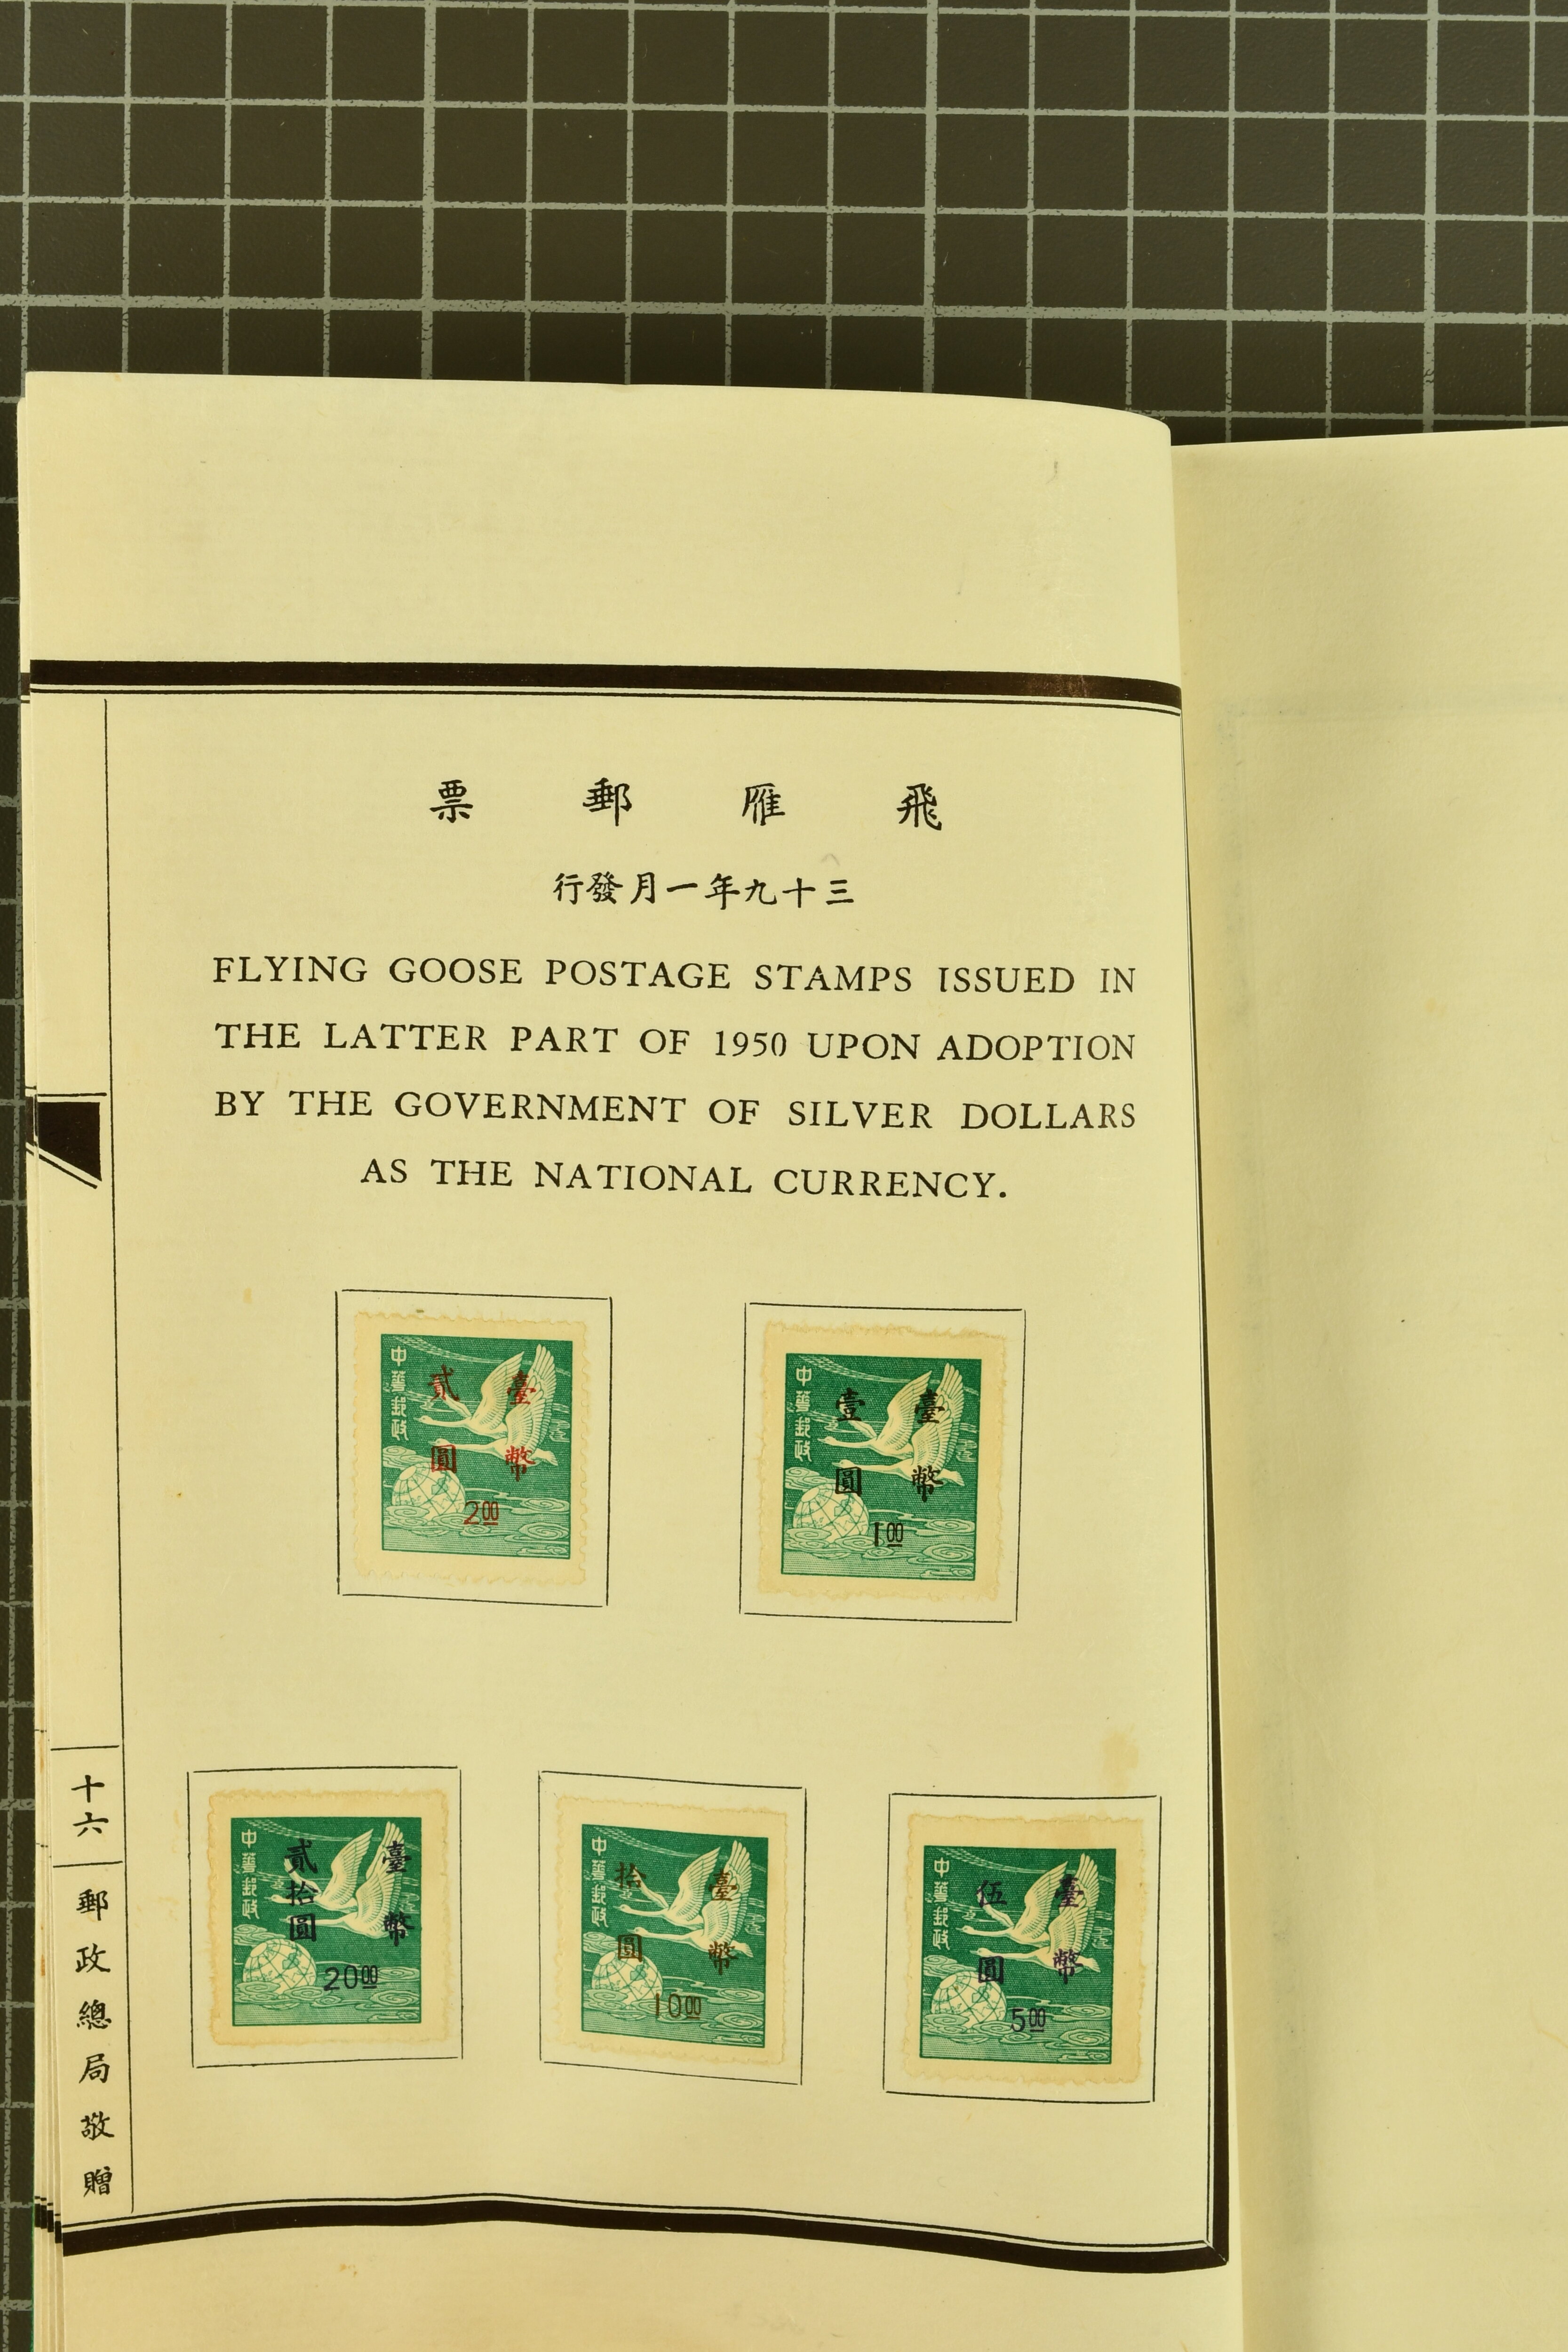 飛雁郵票
三十九年一月發行
FLYING GOOSE POSTAGE STAMPS ISSUED IN
THE LATTER PART OF 1950 UPON ADOPTION
BY THE GOVERNMENT OF SILVER DOLLARS
AS THE NATIONAL CURRENCY.
臺幣
壹圓
1.00
中華郵政
臺幣
貳圓
2.00
中華郵政
臺幣
伍圓
5.00
中華郵政
臺幣
拾圓
10.00
中華郵政
臺幣
貳拾圓
20.00
中華郵政
十六
郵政總局敬贈